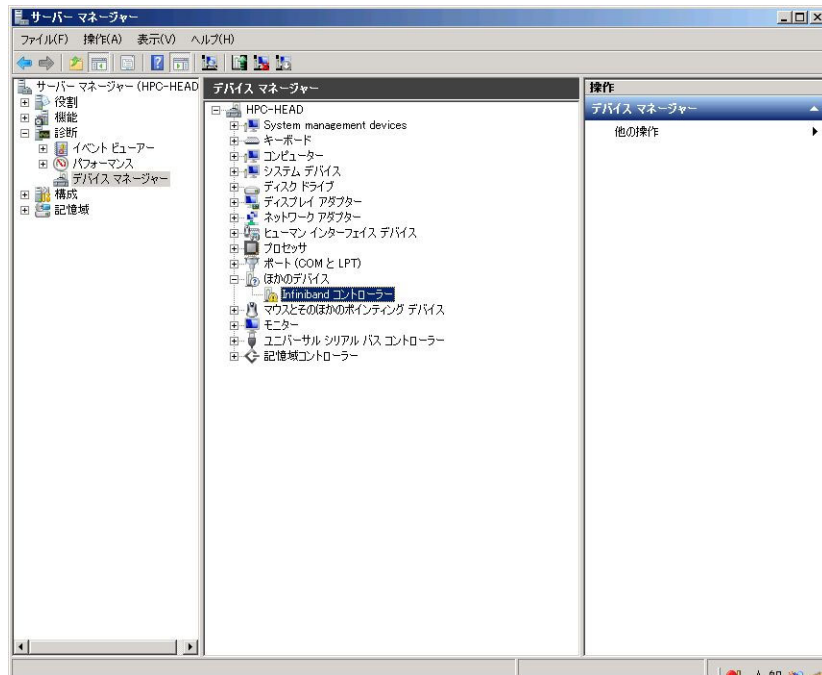 サーバー マネージャー
ファイル(F) 操作(A) 表示(V) ヘルプ(H)
サーバー マネージャー (HPC-HEAD
役割
機能
診断
イベント ビューアー
パフォーマンス
デバイス マネージャー
構成
記憶域
デバイス マネージャー
HPC-HEAD
System management devices
キーボード
コンピューター
システム デバイス
ディスク ドライブ
ディスプレイ アダプター
ネットワーク アダプター
ヒューマン インターフェイス デバイス
プロセッサ
ポート (COM と LPT)
ほかのデバイス
Infiniband コントローラー
マウスとそのほかのポインティング デバイス
モニター
ユニバーサル シリアル バス コントローラー
記憶域コントローラー
操作
デバイス マネージャー
他の操作